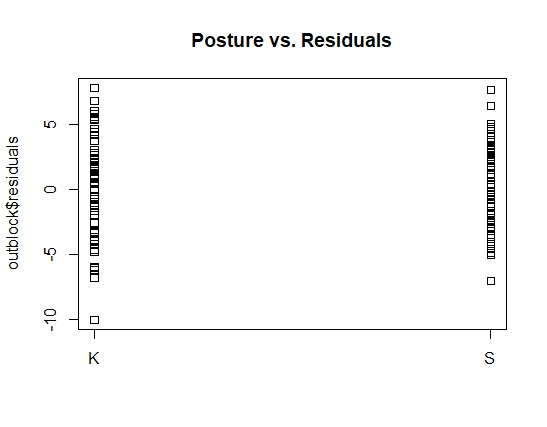 Posture vs. Residuals
outblock$residuals
5
0
-5
-10
K S